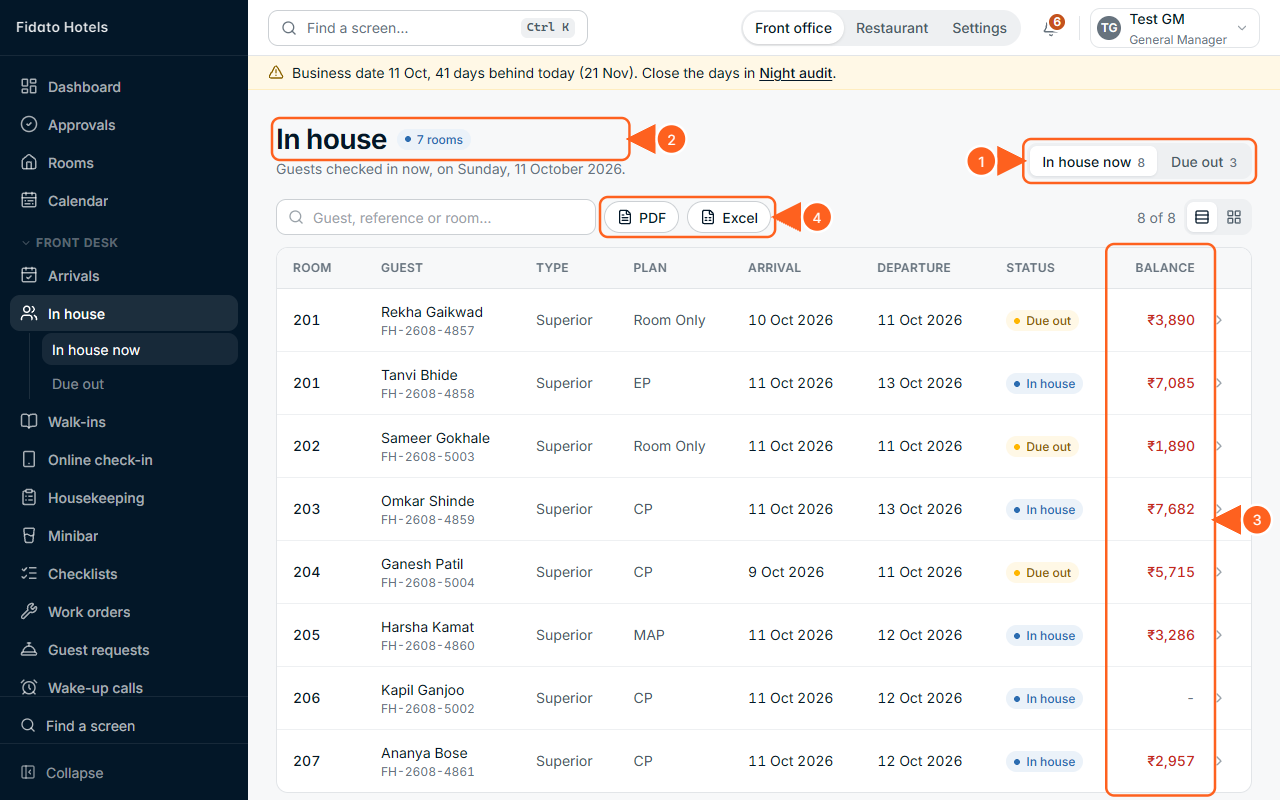 Fidato Hotels
Find a screen... Ctrl K
Front office Restaurant Settings
6
TG Test GM
General Manager
Business date 11 Oct, 41 days behind today (21 Nov). Close the days in Night audit.
Dashboard
Approvals
Rooms
Calendar
FRONT DESK
Arrivals
In house
In house now
Due out
Walk-ins
Online check-in
Housekeeping
Minibar
Checklists
Work orders
Guest requests
Wake-up calls
Find a screen
Collapse
In house 7 rooms 2
Guests checked in now, on Sunday, 11 October 2026.
1 In house now 8 Due out 3
Guest, reference or room... PDF Excel 4 8 of 8
ROOM GUEST TYPE PLAN ARRIVAL DEPARTURE STATUS BALANCE
201 Rekha Gaikwad Superior Room Only 10 Oct 2026 11 Oct 2026 Due out ₹3,890
FH-2608-4857
201 Tanvi Bhide Superior EP 11 Oct 2026 13 Oct 2026 In house ₹7,085
FH-2608-4858
202 Sameer Gokhale Superior Room Only 11 Oct 2026 11 Oct 2026 Due out ₹1,890
FH-2608-5003
203 Omkar Shinde Superior CP 11 Oct 2026 13 Oct 2026 In house ₹7,682
FH-2608-4859
3
204 Ganesh Patil Superior CP 9 Oct 2026 11 Oct 2026 Due out ₹5,715
FH-2608-5004
205 Harsha Kamat Superior MAP 11 Oct 2026 12 Oct 2026 In house ₹3,286
FH-2608-4860
206 Kapil Ganjoo Superior CP 11 Oct 2026 12 Oct 2026 In house -
FH-2608-5002
207 Ananya Bose Superior CP 11 Oct 2026 12 Oct 2026 In house ₹2,957
FH-2608-4861